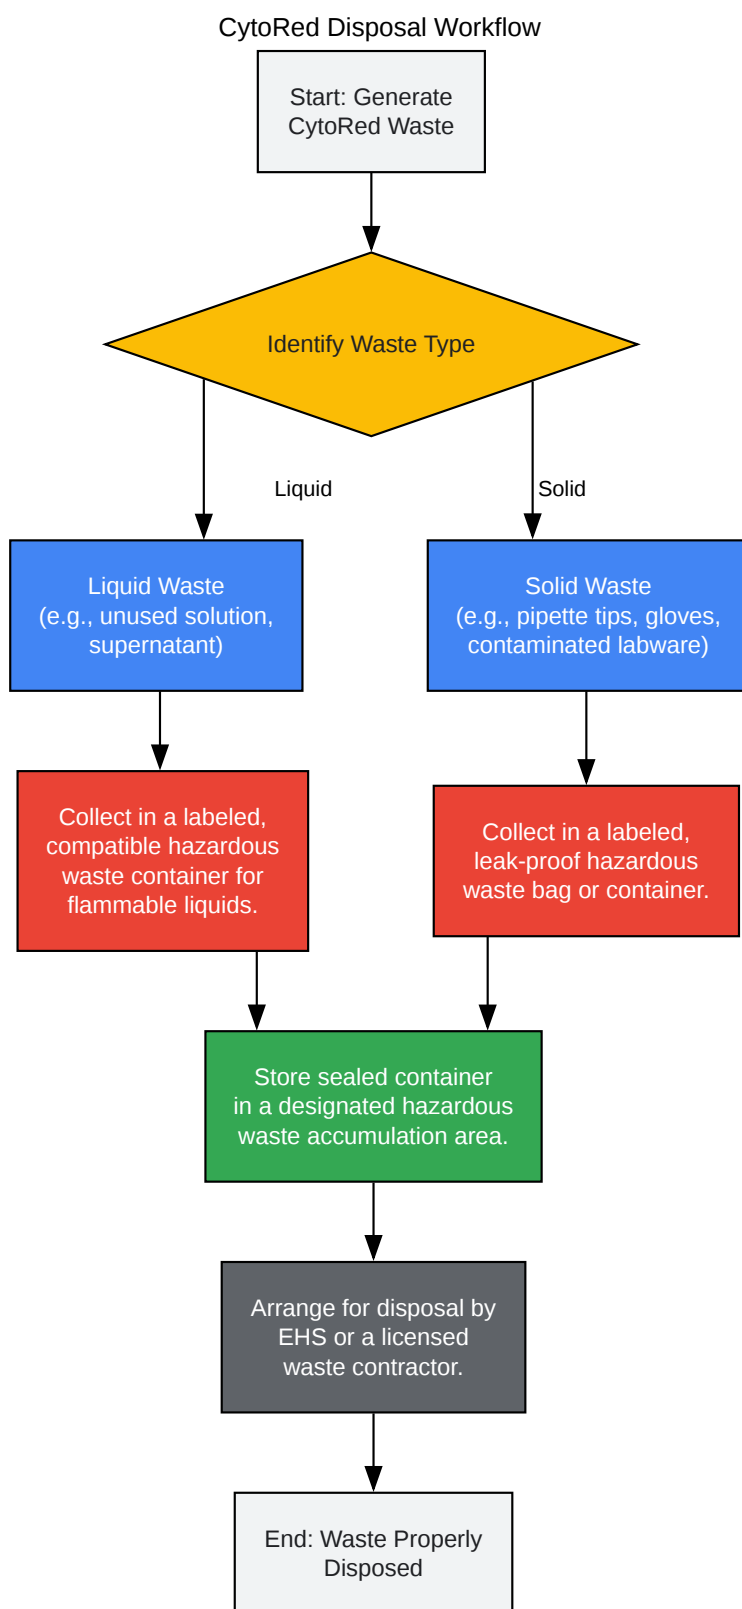 CytoRed Disposal Workflow
Start: Generate
CytoRed Waste
Identify Waste Type
Liquid
Solid
Liquid Waste
(e.g., unused solution,
supernatant)
Solid Waste
(e.g., pipette tips, gloves,
contaminated labware)
Collect in a labeled,
compatible hazardous
waste container for
flammable liquids.
Collect in a labeled,
leak-proof hazardous
waste bag or container.
Store sealed container
in a designated hazardous
waste accumulation area.
Arrange for disposal by
EHS or a licensed
waste contractor.
End: Waste Properly
Disposed